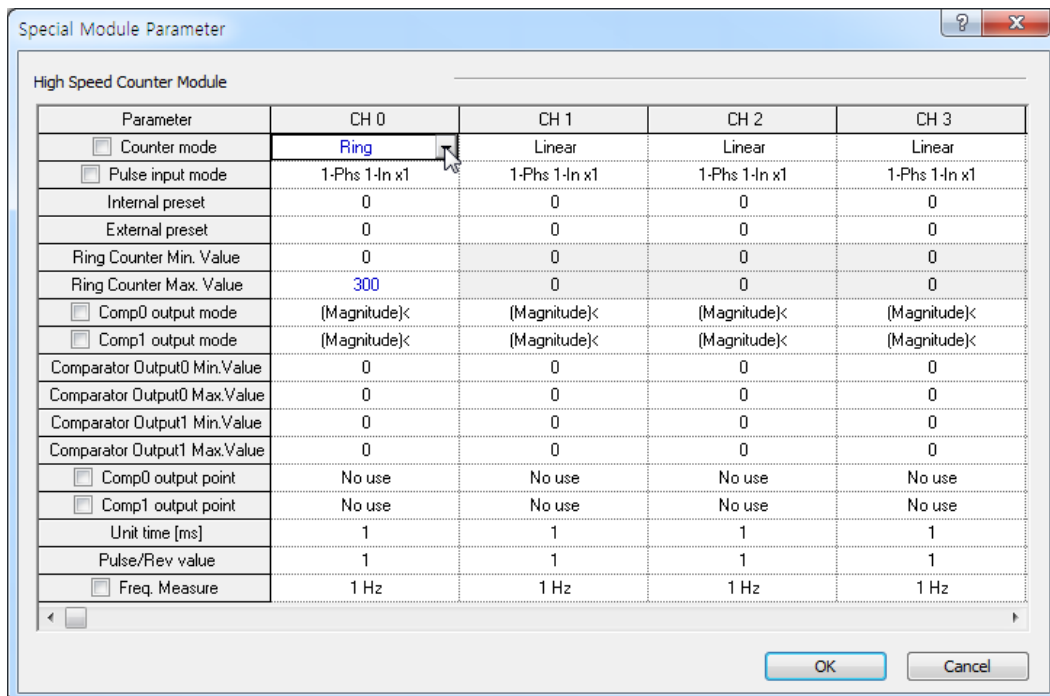 Special Module Parameter
High Speed Counter Module
Parameter CH 0 CH 1 CH 2 CH 3
Counter mode Ring Linear Linear Linear
Pulse input mode 1-Phs 1-In x1 1-Phs 1-In x1 1-Phs 1-In x1 1-Phs 1-In x1
Internal preset 0 0 0 0
External preset 0 0 0 0
Ring Counter Min. Value 0 0 0 0
Ring Counter Max. Value 300 0 0 0
Comp0 output mode (Magnitude)< (Magnitude)< (Magnitude)< (Magnitude)<
Comp1 output mode (Magnitude)< (Magnitude)< (Magnitude)< (Magnitude)<
Comparator Output0 Min.Value 0 0 0 0
Comparator Output0 Max.Value 0 0 0 0
Comparator Output1 Min.Value 0 0 0 0
Comparator Output1 Max.Value 0 0 0 0
Comp0 output point No use No use No use No use
Comp1 output point No use No use No use No use
Unit time [ms] 1 1 1 1
Pulse/Rev value 1 1 1 1
Freq. Measure 1 Hz 1 Hz 1 Hz 1 Hz
OK Cancel